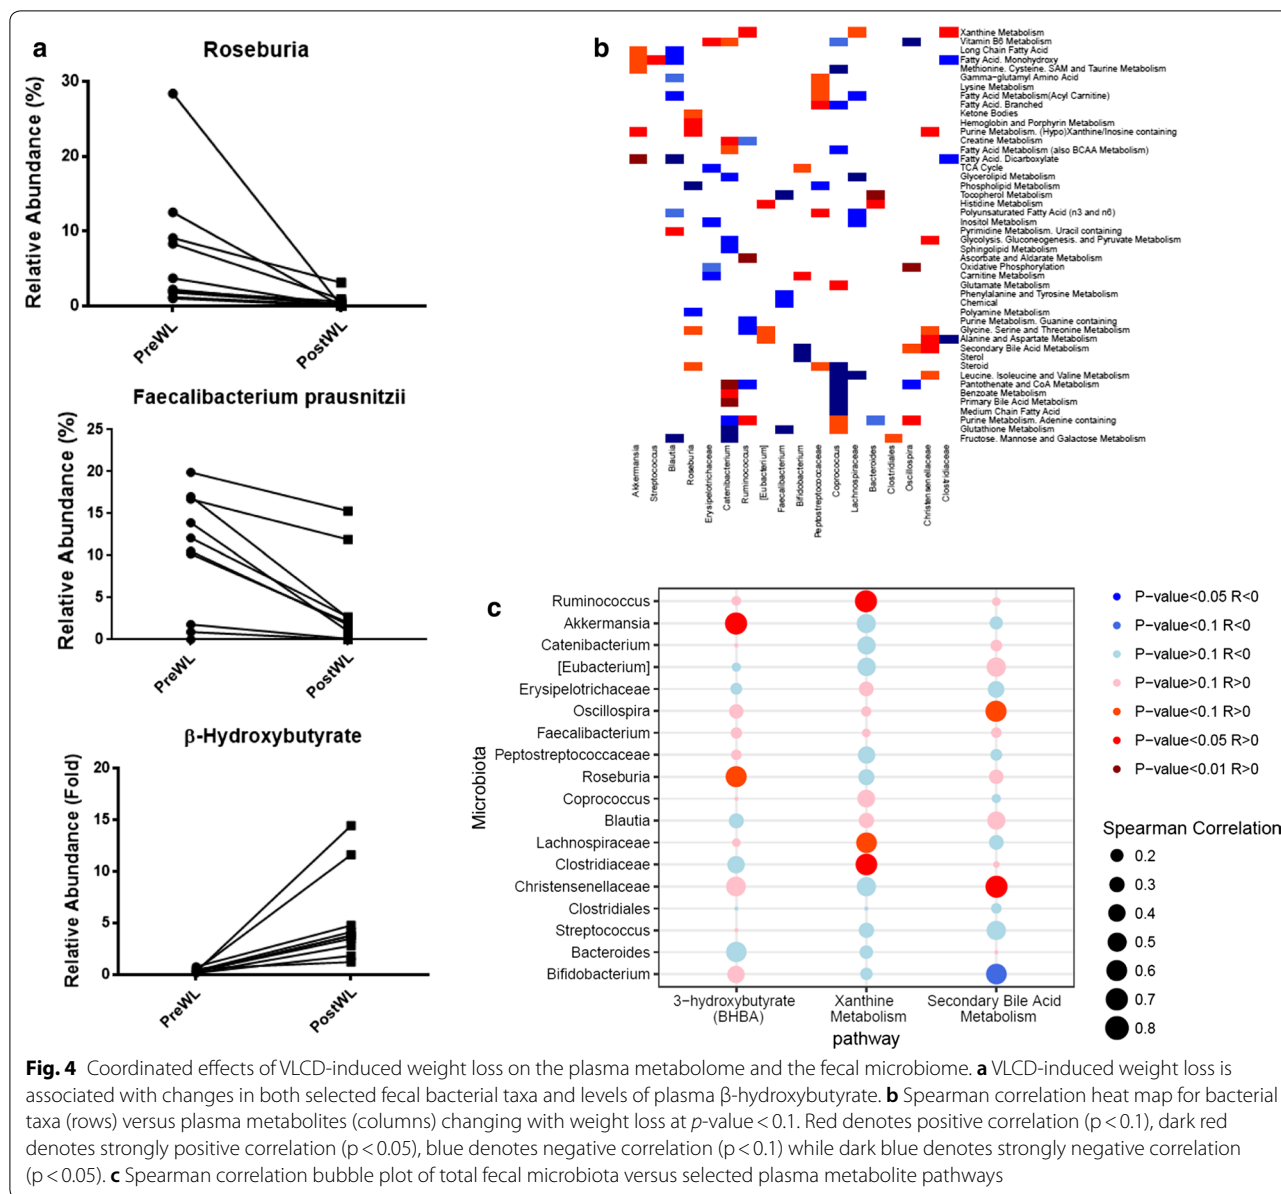 a
Roseburia
Relative Abundance (%)
30
20
10
0
PreWL
PostWL
Faecalibacterium prausnitzii
Relative Abundance (%)
25
20
15
10
5
0
PreWL
PostWL
β-Hydroxybutyrate
Relative Abundance (Fold)
20
15
10
5
0
PreWL
PostWL
b
Xanthine Metabolism
Vitamin B6 Metabolism
Long Chain Fatty Acid
Fatty Acid. Monohydroxy
Methionine. Cysteine. SAM and Taurine Metabolism
Gamma-glutamyl Amino Acid
Lysine Metabolism
Fatty Acid Metabolism(Acyl Carnitine)
Fatty Acid. Branched
Ketone Bodies
Hemoglobin and Porphyrin Metabolism
Purine Metabolism. (Hypo)Xanthine/Inosine containing
Creatine Metabolism
Fatty Acid Metabolism (also BCAA Metabolism)
Fatty Acid. Dicarboxylate
TCA Cycle
Glycerolipid Metabolism
Phospholipid Metabolism
Tocopherol Metabolism
Histidine Metabolism
Polyunsaturated Fatty Acid (n3 and n6)
Inositol Metabolism
Pyrimidine Metabolism. Uracil containing
Glycolysis. Gluconeogenesis. and Pyruvate Metabolism
Sphingolipid Metabolism
Ascorbate and Aldarate Metabolism
Oxidative Phosphorylation
Carnitine Metabolism
Glutamate Metabolism
Phenylalanine and Tyrosine Metabolism
Chemical
Polyamine Metabolism
Purine Metabolism. Guanine containing
Glycine. Serine and Threonine Metabolism
Alanine and Aspartate Metabolism
Secondary Bile Acid Metabolism
Sterol
Steroid
Leucine. Isoleucine and Valine Metabolism
Pantothenate and CoA Metabolism
Benzoate Metabolism
Primary Bile Acid Metabolism
Medium Chain Fatty Acid
Purine Metabolism. Adenine containing
Glutathione Metabolism
Fructose. Mannose and Galactose Metabolism
Akkermansia
Streptococcus
Blautia
Roseburia
Erysipelotrichaceae
Catenibacterium
Ruminococcus
[Eubacterium]
Faecalibacterium
Bifidobacterium
Peptostreptococcaceae
Coprococcus
Lachnospiraceae
Bacteroides
Clostridiales
Oscillospira
Christensenellaceae
Clostridiaceae
c
Microbiota
Ruminococcus
Akkermansia
Catenibacterium
[Eubacterium]
Erysipelotrichaceae
Oscillospira
Faecalibacterium
Peptostreptococcaceae
Roseburia
Coprococcus
Blautia
Lachnospiraceae
Clostridiaceae
Christensenellaceae
Clostridiales
Streptococcus
Bacteroides
Bifidobacterium
3−hydroxybutyrate
(BHBA)
Xanthine
Metabolism
Secondary Bile Acid
Metabolism
pathway
P−value<0.05 R<0
P−value<0.1 R<0
P−value>0.1 R<0
P−value>0.1 R>0
P−value<0.1 R>0
P−value<0.05 R>0
P−value<0.01 R>0
Spearman Correlation
0.2
0.3
0.4
0.5
0.6
0.7
0.8
Fig. 4 Coordinated effects of VLCD-induced weight loss on the plasma metabolome and the fecal microbiome. a VLCD-induced weight loss is
associated with changes in both selected fecal bacterial taxa and levels of plasma β-hydroxybutyrate. b Spearman correlation heat map for bacterial
taxa (rows) versus plasma metabolites (columns) changing with weight loss at p-value < 0.1. Red denotes positive correlation (p < 0.1), dark red
denotes strongly positive correlation (p < 0.05), blue denotes negative correlation (p < 0.1) while dark blue denotes strongly negative correlation
(p < 0.05). c Spearman correlation bubble plot of total fecal microbiota versus selected plasma metabolite pathways